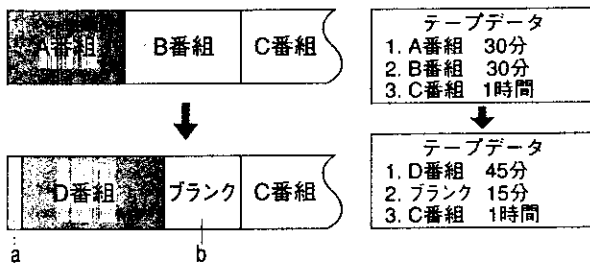 A番組 B番組 C番組
テープデータ
1. A番組 30分
2. B番組 30分
3. C番組 1時間
D番組 ブランク C番組
a b
テープデータ
1. D番組 45分
2. ブランク 15分
3. C番組 1時間